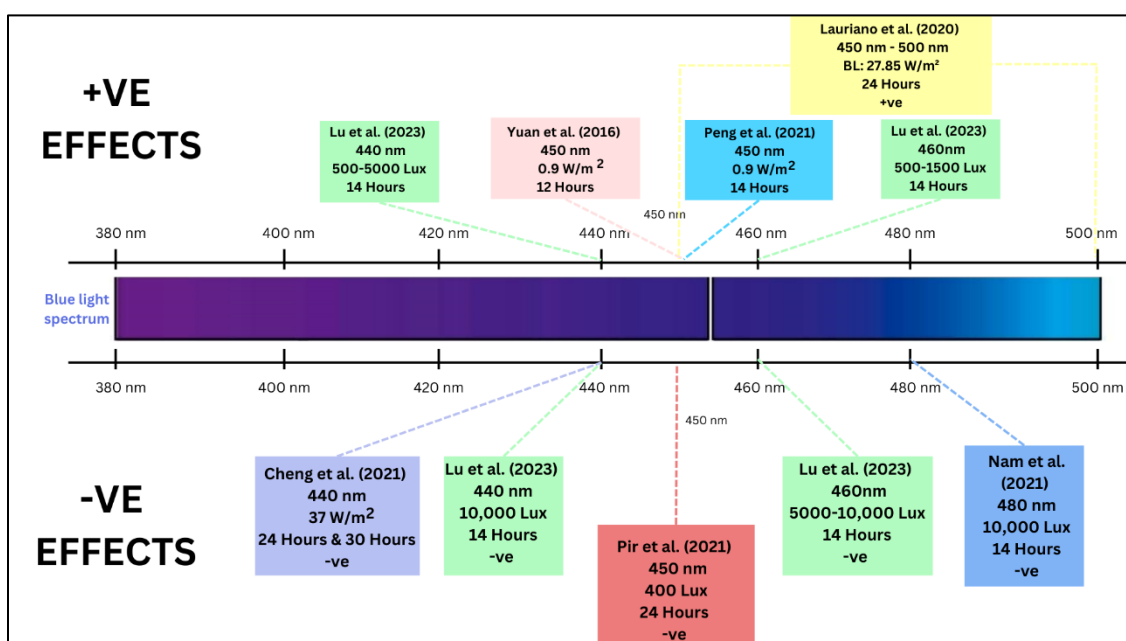 +VE
EFFECTS
Lauriano et al. (2020)
450 nm - 500 nm
BL: 27.85 W/m²
24 Hours
+ve
Lu et al. (2023)
440 nm
500-5000 Lux
14 Hours
Yuan et al. (2016)
450 nm
0.9 W/m²
12 Hours
Peng et al. (2021)
450 nm
0.9 W/m²
14 Hours
Lu et al. (2023)
460nm
500-1500 Lux
14 Hours
450 nm
380 nm
400 nm
420 nm
440 nm
460 nm
480 nm
500 nm
Blue light
spectrum
380 nm
400 nm
420 nm
440 nm
460 nm
480 nm
500 nm
450 nm
-VE
EFFECTS
Cheng et al. (2021)
440 nm
37 W/m²
24 Hours & 30 Hours
-ve
Lu et al. (2023)
440 nm
10,000 Lux
14 Hours
-ve
Pir et al. (2021)
450 nm
400 Lux
24 Hours
-ve
Lu et al. (2023)
460nm
5000-10,000 Lux
14 Hours
-ve
Nam et al.
(2021)
480 nm
10,000 Lux
14 Hours
-ve